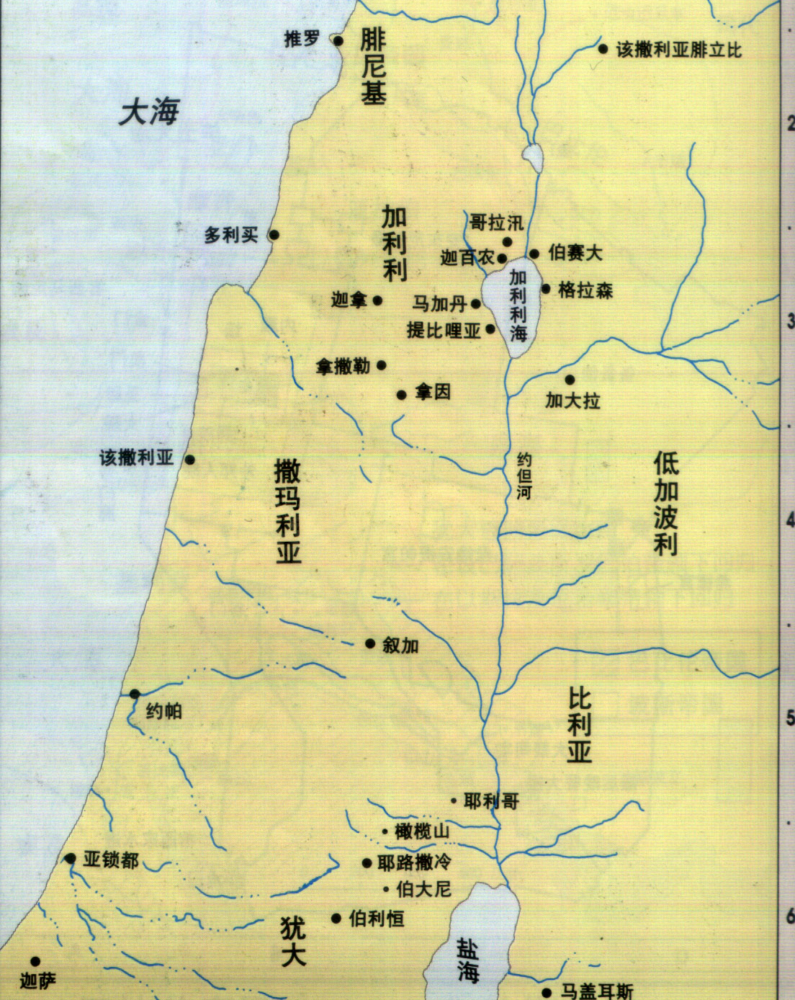 推罗
腓尼基
该撒利亚腓立比
大海
2
加利利
哥拉汛
多利买
迦百农
伯赛大
加利利海
格拉森
迦拿
马加丹
3
提比哩亚
拿撒勒
拿因
加大拉
该撒利亚
约但河
撒玛利亚
低加波利
4
叙加
约帕
比利亚
5
耶利哥
橄榄山
亚锁都
耶路撒冷
伯大尼
伯利恒
犹大
6
盐海
迦萨
马盖耳斯